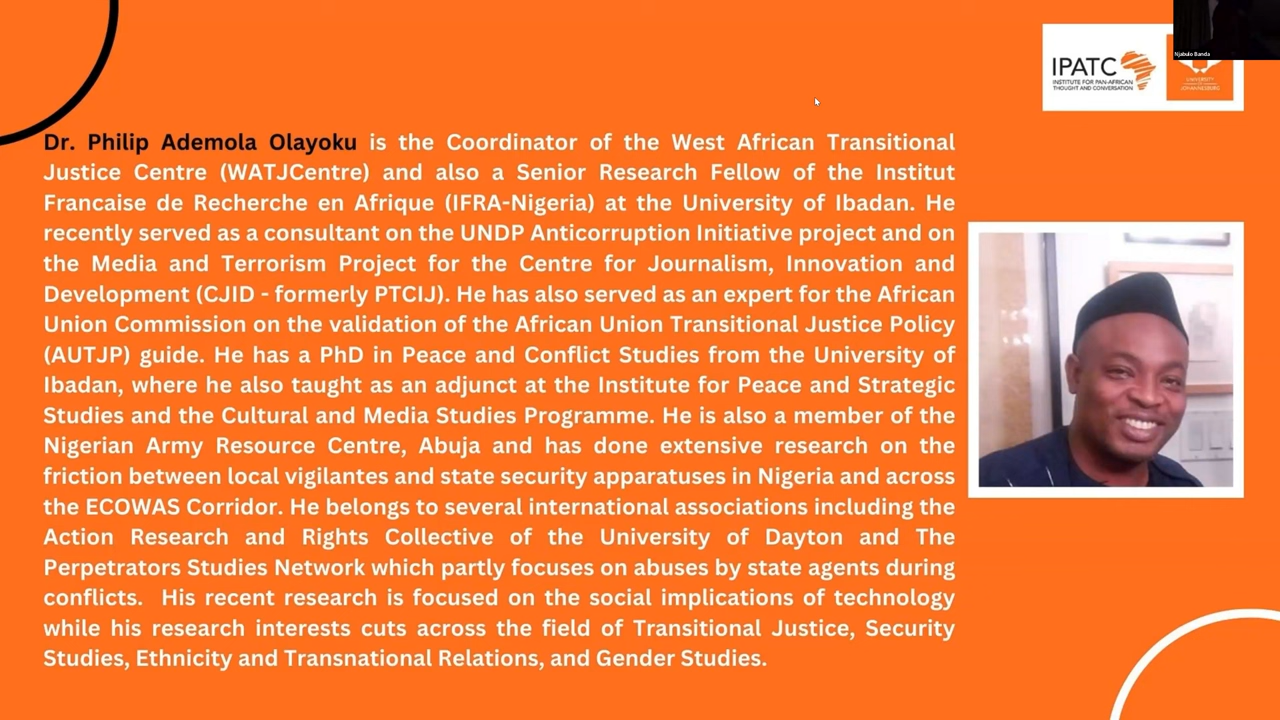 Njabulo Banda
IPATC
INSTITUTE FOR PAN-AFRICAN
THOUGHT AND CONVERSATION
UNIVERSITY
OF
JOHANNESBURG
Dr. Philip Ademola Olayoku is the Coordinator of the West African Transitional
Justice Centre (WATJCentre) and also a Senior Research Fellow of the Institut
Francaise de Recherche en Afrique (IFRA-Nigeria) at the University of Ibadan. He
recently served as a consultant on the UNDP Anticorruption Initiative project and on
the Media and Terrorism Project for the Centre for Journalism, Innovation and
Development (CJID - formerly PTCIJ). He has also served as an expert for the African
Union Commission on the validation of the African Union Transitional Justice Policy
(AUTJP) guide. He has a PhD in Peace and Conflict Studies from the University of
Ibadan, where he also taught as an adjunct at the Institute for Peace and Strategic
Studies and the Cultural and Media Studies Programme. He is also a member of the
Nigerian Army Resource Centre, Abuja and has done extensive research on the
friction between local vigilantes and state security apparatuses in Nigeria and across
the ECOWAS Corridor. He belongs to several international associations including the
Action Research and Rights Collective of the University of Dayton and The
Perpetrators Studies Network which partly focuses on abuses by state agents during
conflicts. His recent research is focused on the social implications of technology
while his research interests cuts across the field of Transitional Justice, Security
Studies, Ethnicity and Transnational Relations, and Gender Studies.